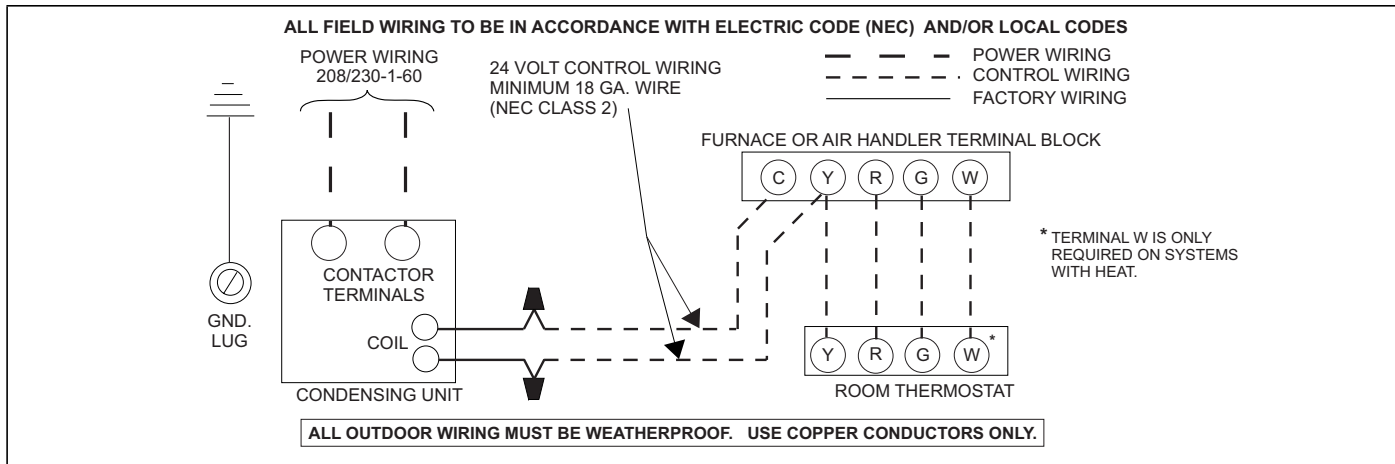 ALL FIELD WIRING TO BE IN ACCORDANCE WITH ELECTRIC CODE (NEC) AND/OR LOCAL CODES
POWER WIRING
208/230-1-60
24 VOLT CONTROL WIRING
MINIMUM 18 GA. WIRE
(NEC CLASS 2)
POWER WIRING
CONTROL WIRING
FACTORY WIRING
FURNACE OR AIR HANDLER TERMINAL BLOCK
C Y R G W
* TERMINAL W IS ONLY
REQUIRED ON SYSTEMS
WITH HEAT.
CONTACTOR
TERMINALS
GND.
LUG
COIL
CONDENSING UNIT
Y R G W *
ROOM THERMOSTAT
ALL OUTDOOR WIRING MUST BE WEATHERPROOF. USE COPPER CONDUCTORS ONLY.